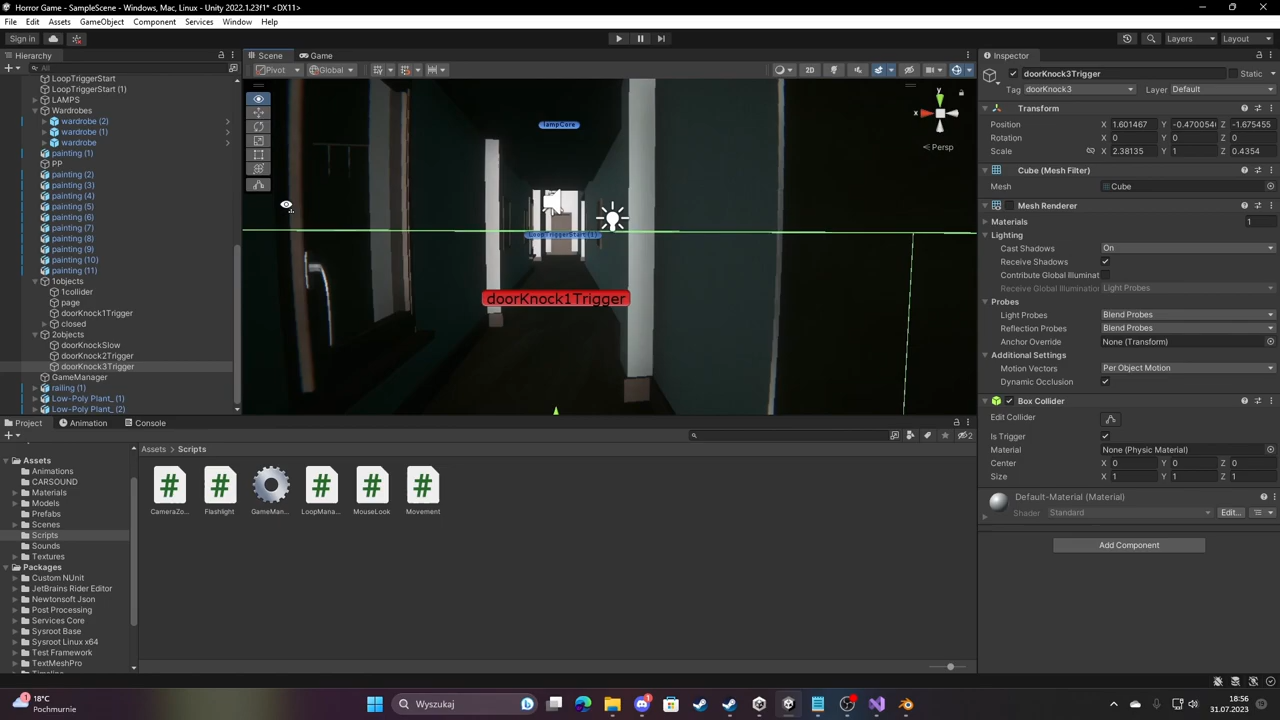 Horror Game - SampleScene - Windows, Mac, Linux - Unity 2022.1.23f1* <DX11>
File Edit Assets GameObject Component Services Window Help
Sign in Layers Layout
Hierarchy
All
LoopTriggerStart
LoopTriggerStart (1)
LAMPS
Wardrobes
wardrobe (2)
wardrobe (1)
wardrobe
painting (1)
PP
painting (2)
painting (3)
painting (4)
painting (5)
painting (6)
painting (7)
painting (8)
painting (9)
painting (10)
painting (11)
1objects
1collider
page
doorKnock1Trigger
closed
2objects
doorKnockSlow
doorKnock2Trigger
doorKnock3Trigger
GameManager
railing (1)
Low-Poly Plant_ (1)
Low-Poly Plant_ (2)
Scene Game
Pivot Global 2D
lampCore
y
x
Persp
LoopTriggerStart (1)
doorKnock1Trigger
Inspector
doorKnock3Trigger Static
Tag doorKnock3 Layer Default
Transform
Position X 1.601467 Y -0.470054 Z -1.675455
Rotation X 0 Y 0 Z 0
Scale X 2.38135 Y 1 Z 0.4354
Cube (Mesh Filter)
Mesh Cube
Mesh Renderer
Materials 1
Lighting
Cast Shadows On
Receive Shadows
Contribute Global Illuminat
Receive Global Illumination Light Probes
Probes
Light Probes Blend Probes
Reflection Probes Blend Probes
Anchor Override None (Transform)
Additional Settings
Motion Vectors Per Object Motion
Dynamic Occlusion
Box Collider
Edit Collider
Is Trigger
Material None (Physic Material)
Center X 0 Y 0 Z 0
Size X 1 Y 1 Z 1
Default-Material (Material)
Shader Standard Edit...
Add Component
Project Animation Console
2
Assets
Animations
CARSOUND
Materials
Models
Prefabs
Scenes
Scripts
Sounds
Textures
Packages
Custom NUnit
JetBrains Rider Editor
Newtonsoft Json
Post Processing
Services Core
Sysroot Base
Sysroot Linux x64
Test Framework
TextMeshPro
Assets > Scripts
CameraZo... Flashlight GameMan... LoopMana... MouseLook Movement
1
18°C
Pochmurnie
Wyszukaj
18:56
31.07.2023